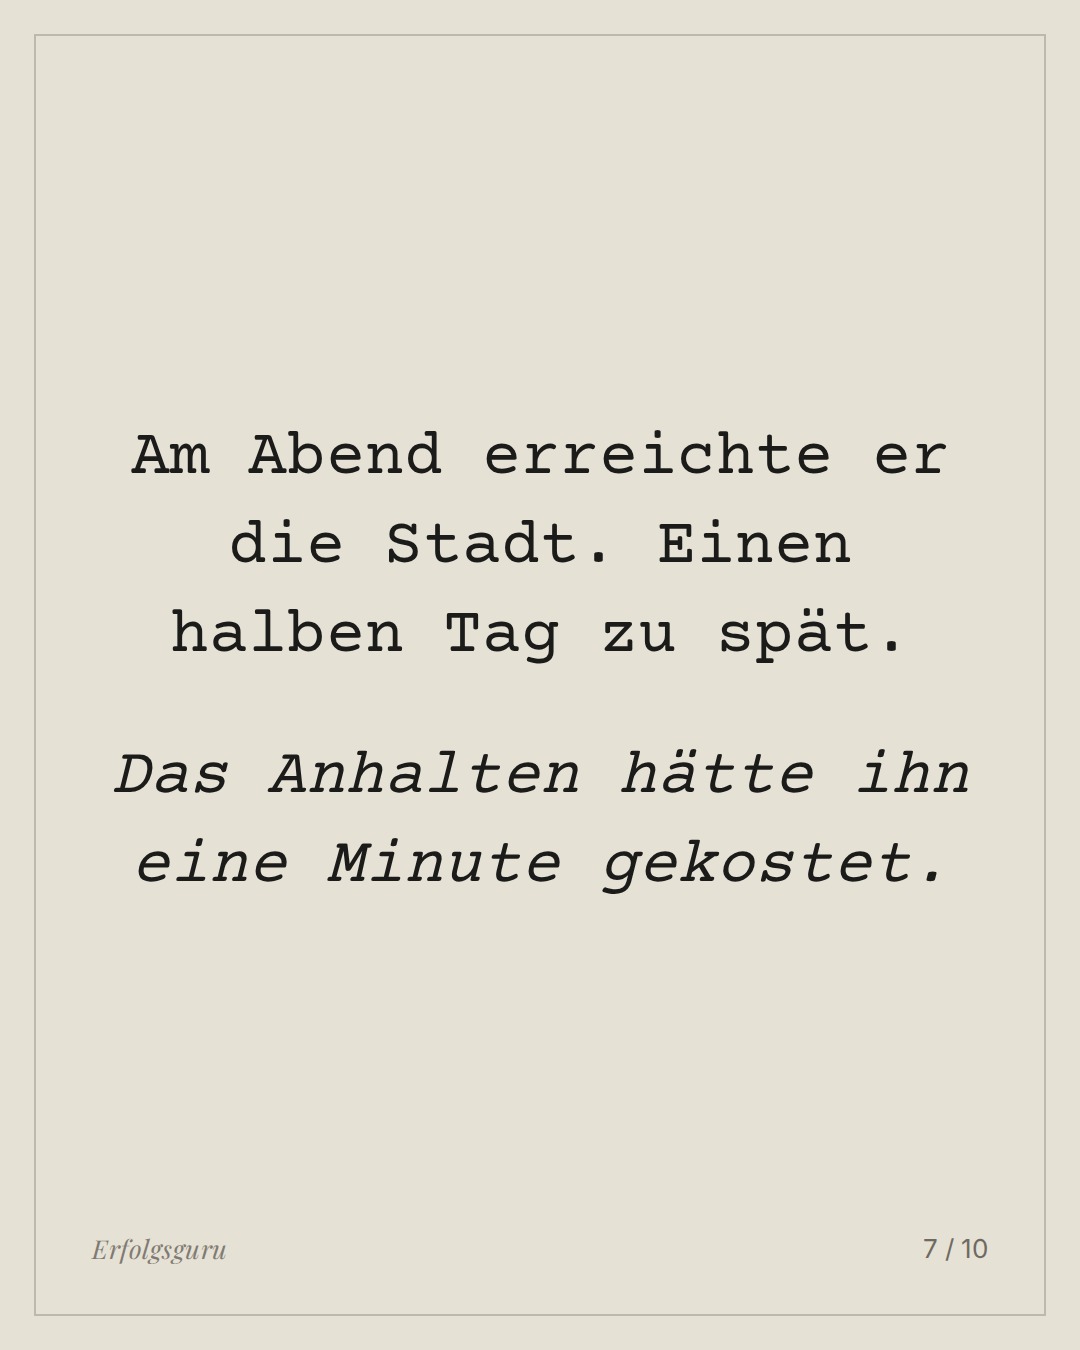 Am Abend erreichte er
die Stadt. Einen
halben Tag zu spät.
Das Anhalten hätte ihn
eine Minute gekostet.
Erfolgsguru
7 / 10